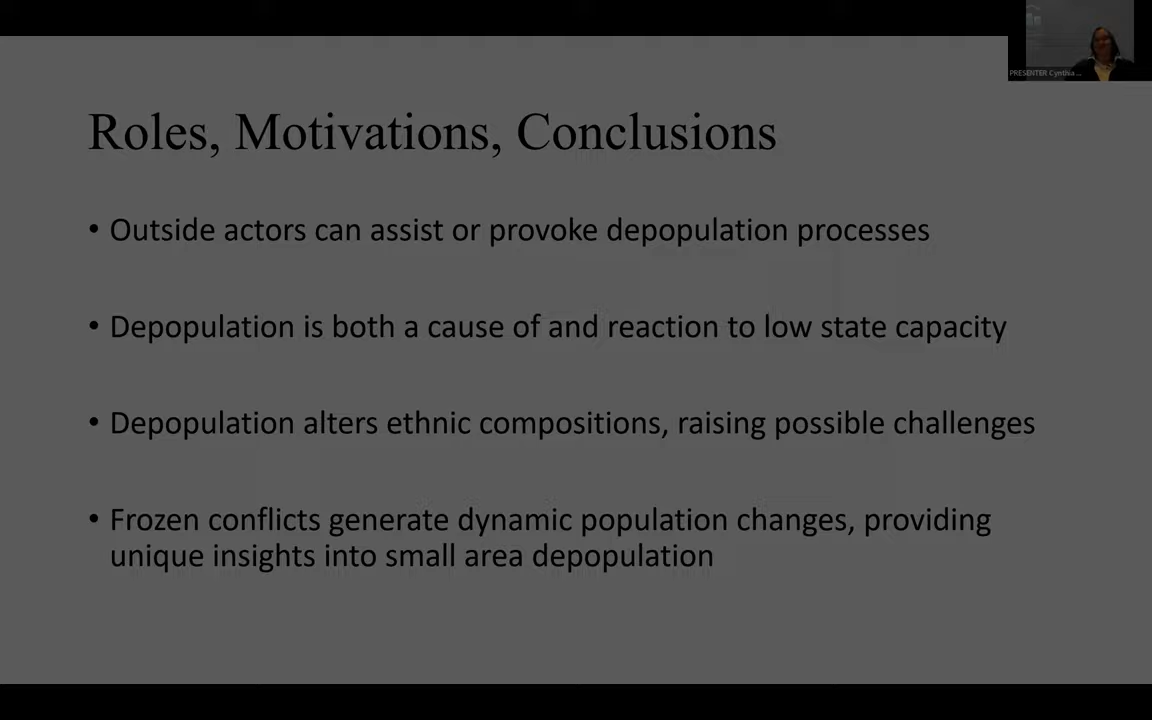 PRESENTER Cynthia ...
Roles, Motivations, Conclusions
• Outside actors can assist or provoke depopulation processes
• Depopulation is both a cause of and reaction to low state capacity
• Depopulation alters ethnic compositions, raising possible challenges
• Frozen conflicts generate dynamic population changes, providing
unique insights into small area depopulation